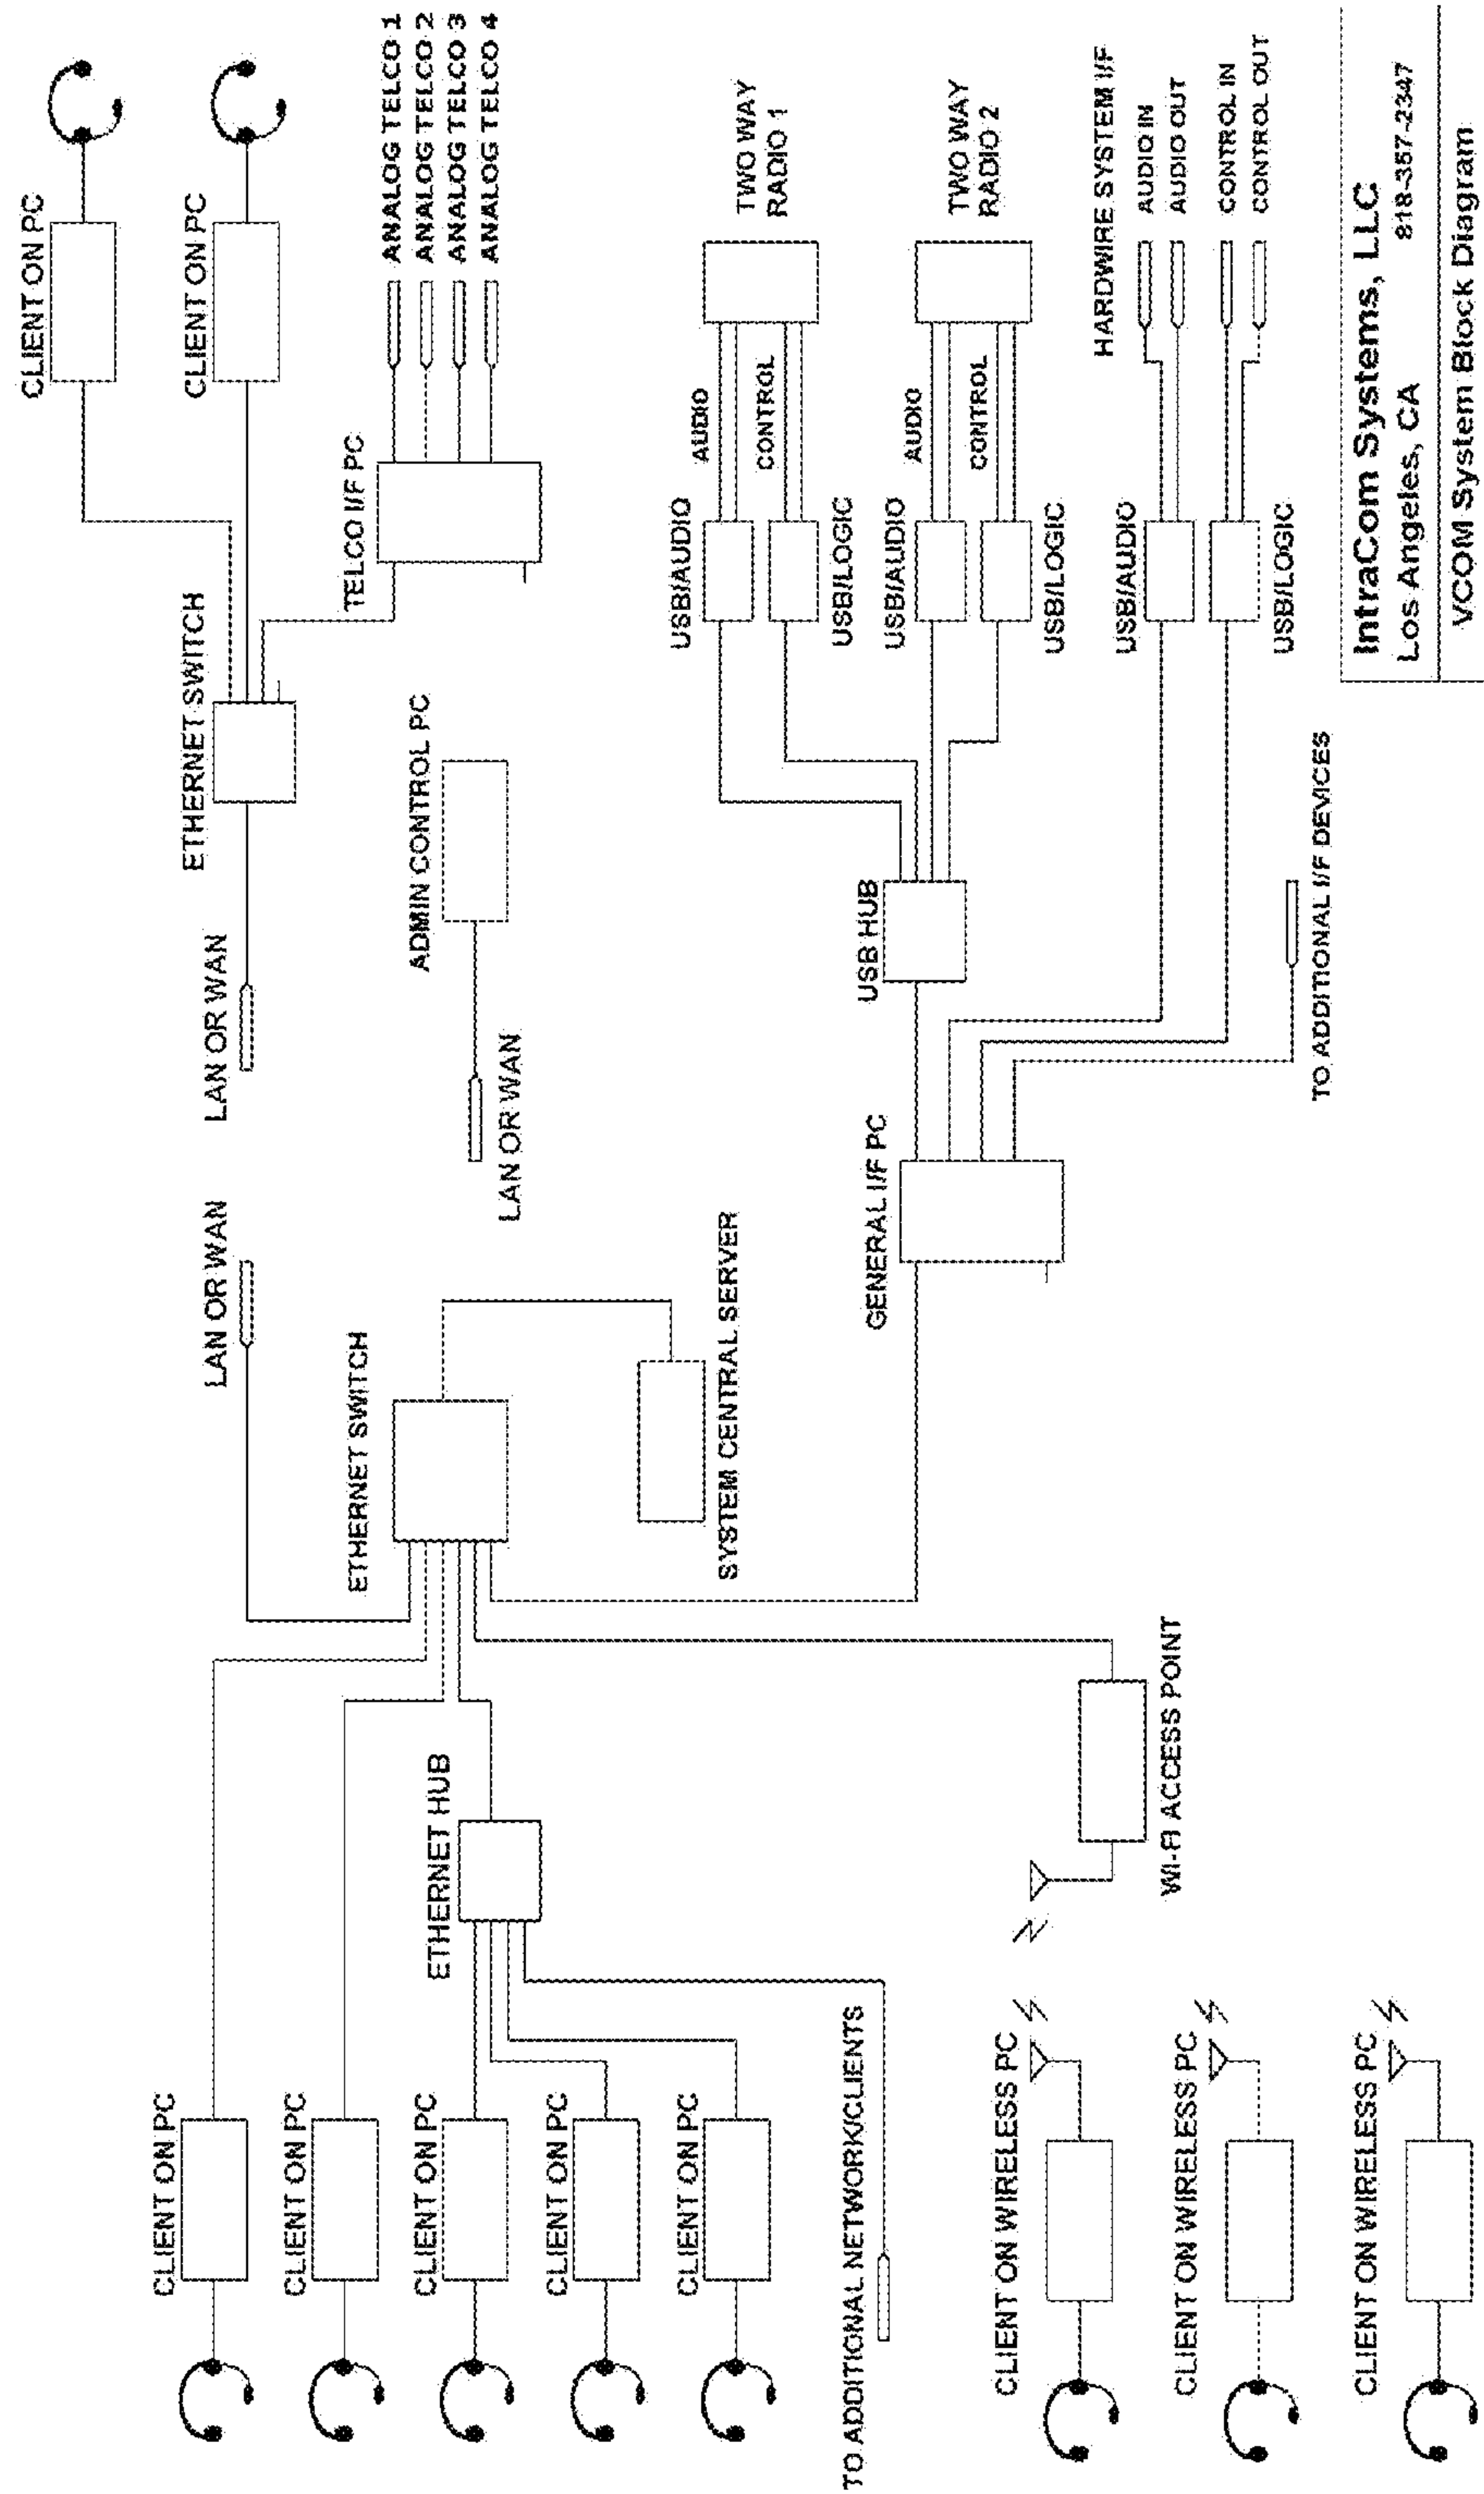 CLIENT ON PC
CLIENT ON PC
CLIENT ON PC
CLIENT ON PC
CLIENT ON PC
TO ADDITIONAL NETWORK/CLIENTS
CLIENT ON WIRELESS PC
CLIENT ON WIRELESS PC
CLIENT ON WIRELESS PC
ETHERNET HUB
WI-FI ACCESS POINT
LAN OR WAN
ETHERNET SWITCH
SYSTEM CENTRAL SERVER
GENERAL I/F PC
LAN OR WAN
LAN OR WAN
ADMIN CONTROL PC
USB HUB
TO ADDITIONAL I/F DEVICES
ETHERNET SWITCH
CLIENT ON PC
CLIENT ON PC
TELCO I/F PC
ANALOG TELCO 1
ANALOG TELCO 2
ANALOG TELCO 3
ANALOG TELCO 4
USB/AUDIO
AUDIO
CONTROL
USB/LOGIC
TWO WAY
RADIO 1
USB/AUDIO
AUDIO
CONTROL
USB/LOGIC
TWO WAY
RADIO 2
HARDWIRE SYSTEM I/F
USB/AUDIO
AUDIO IN
AUDIO OUT
CONTROL IN
CONTROL OUT
USB/LOGIC
IntraCom Systems, LLC
Los Angeles, CA 818-357-2347
VCOM System Block Diagram